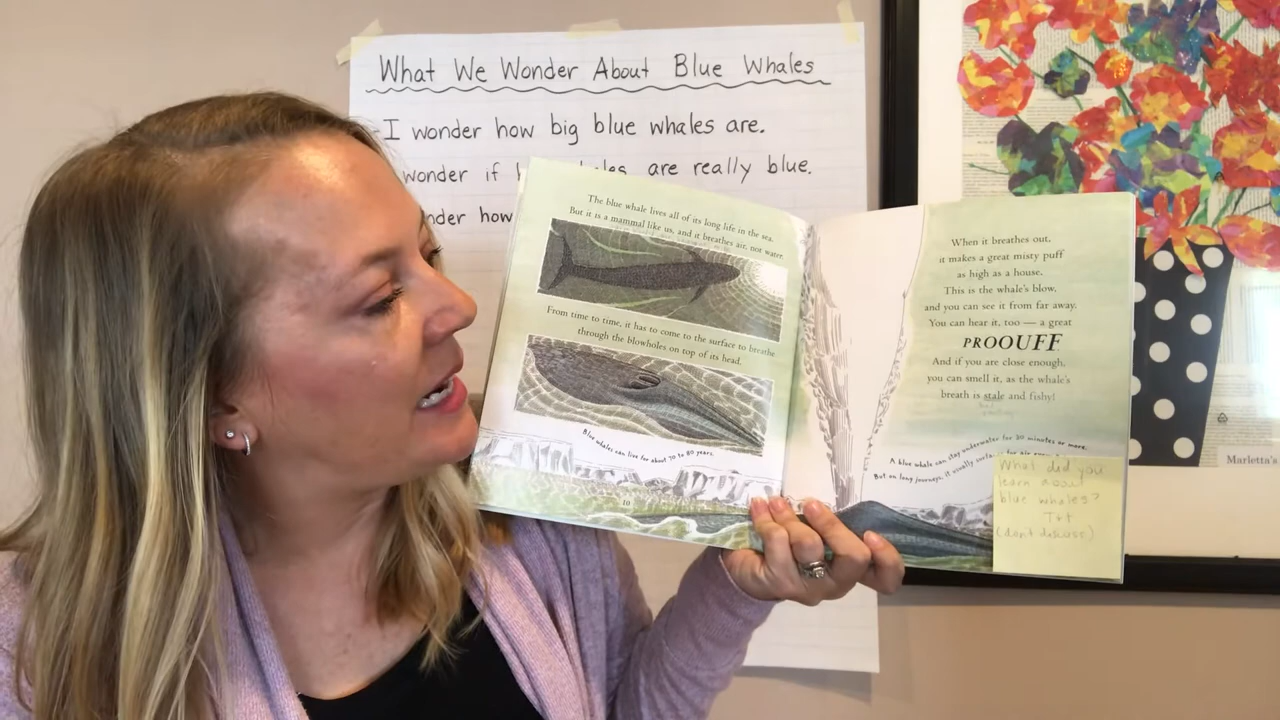 What We Wonder About Blue Whales
I wonder how big blue whales are.
wonder if are really blue.
how
The blue whale lives all of its long life in the sea.
But it is a mammal like us, and it breathes air, not water.
From time to time, it has to come to the surface to breathe
through the blowholes on top of its head.
Blue whales can live for about 70 to 80 years.
10
When it breathes out,
it makes a great misty puff
as high as a house.
This is the whale's blow,
and you can see it from far away.
You can hear it, too — a great
PROOUFF
And if you are close enough,
you can smell it, as the whale's
breath is stale and fishy!
A blue whale can stay underwater for 30 minutes or more.
But on long journeys, it usually
What did you
learn about
blue whales?
T+t
(don't discuss)
Marletta's